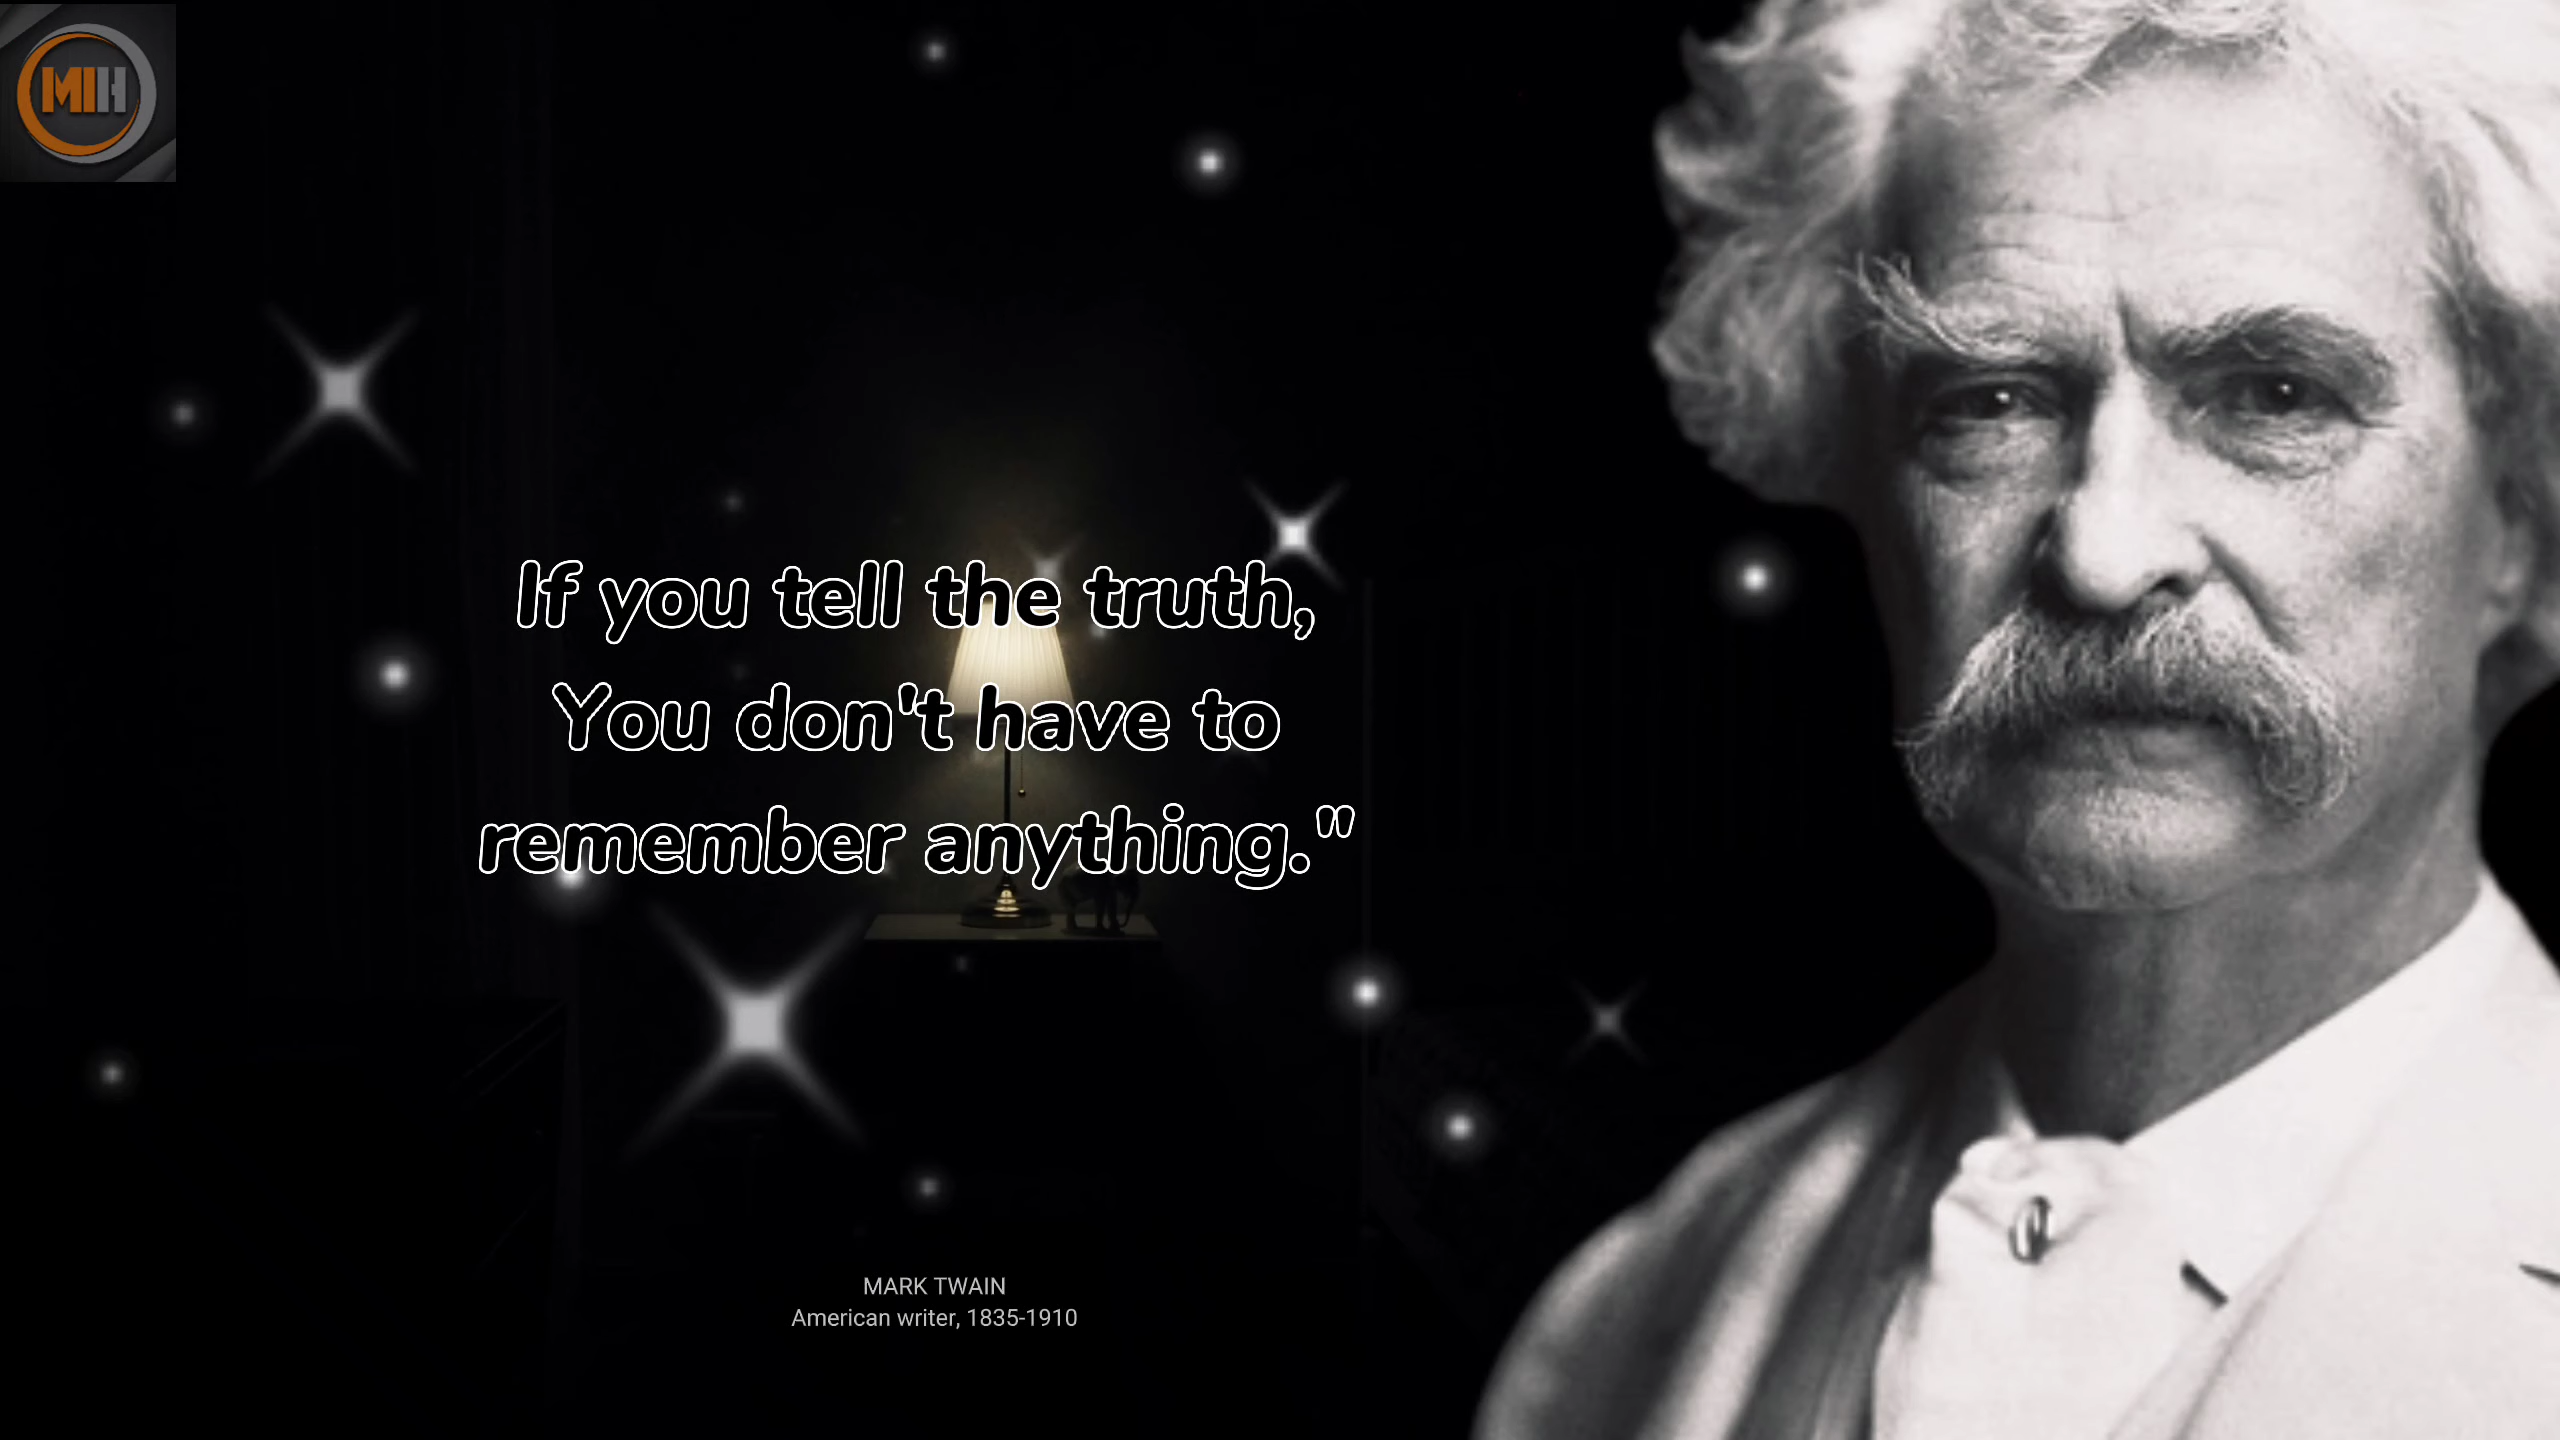 MIH
If you tell the truth,
You don't have to
remember anything."
MARK TWAIN
American writer, 1835-1910